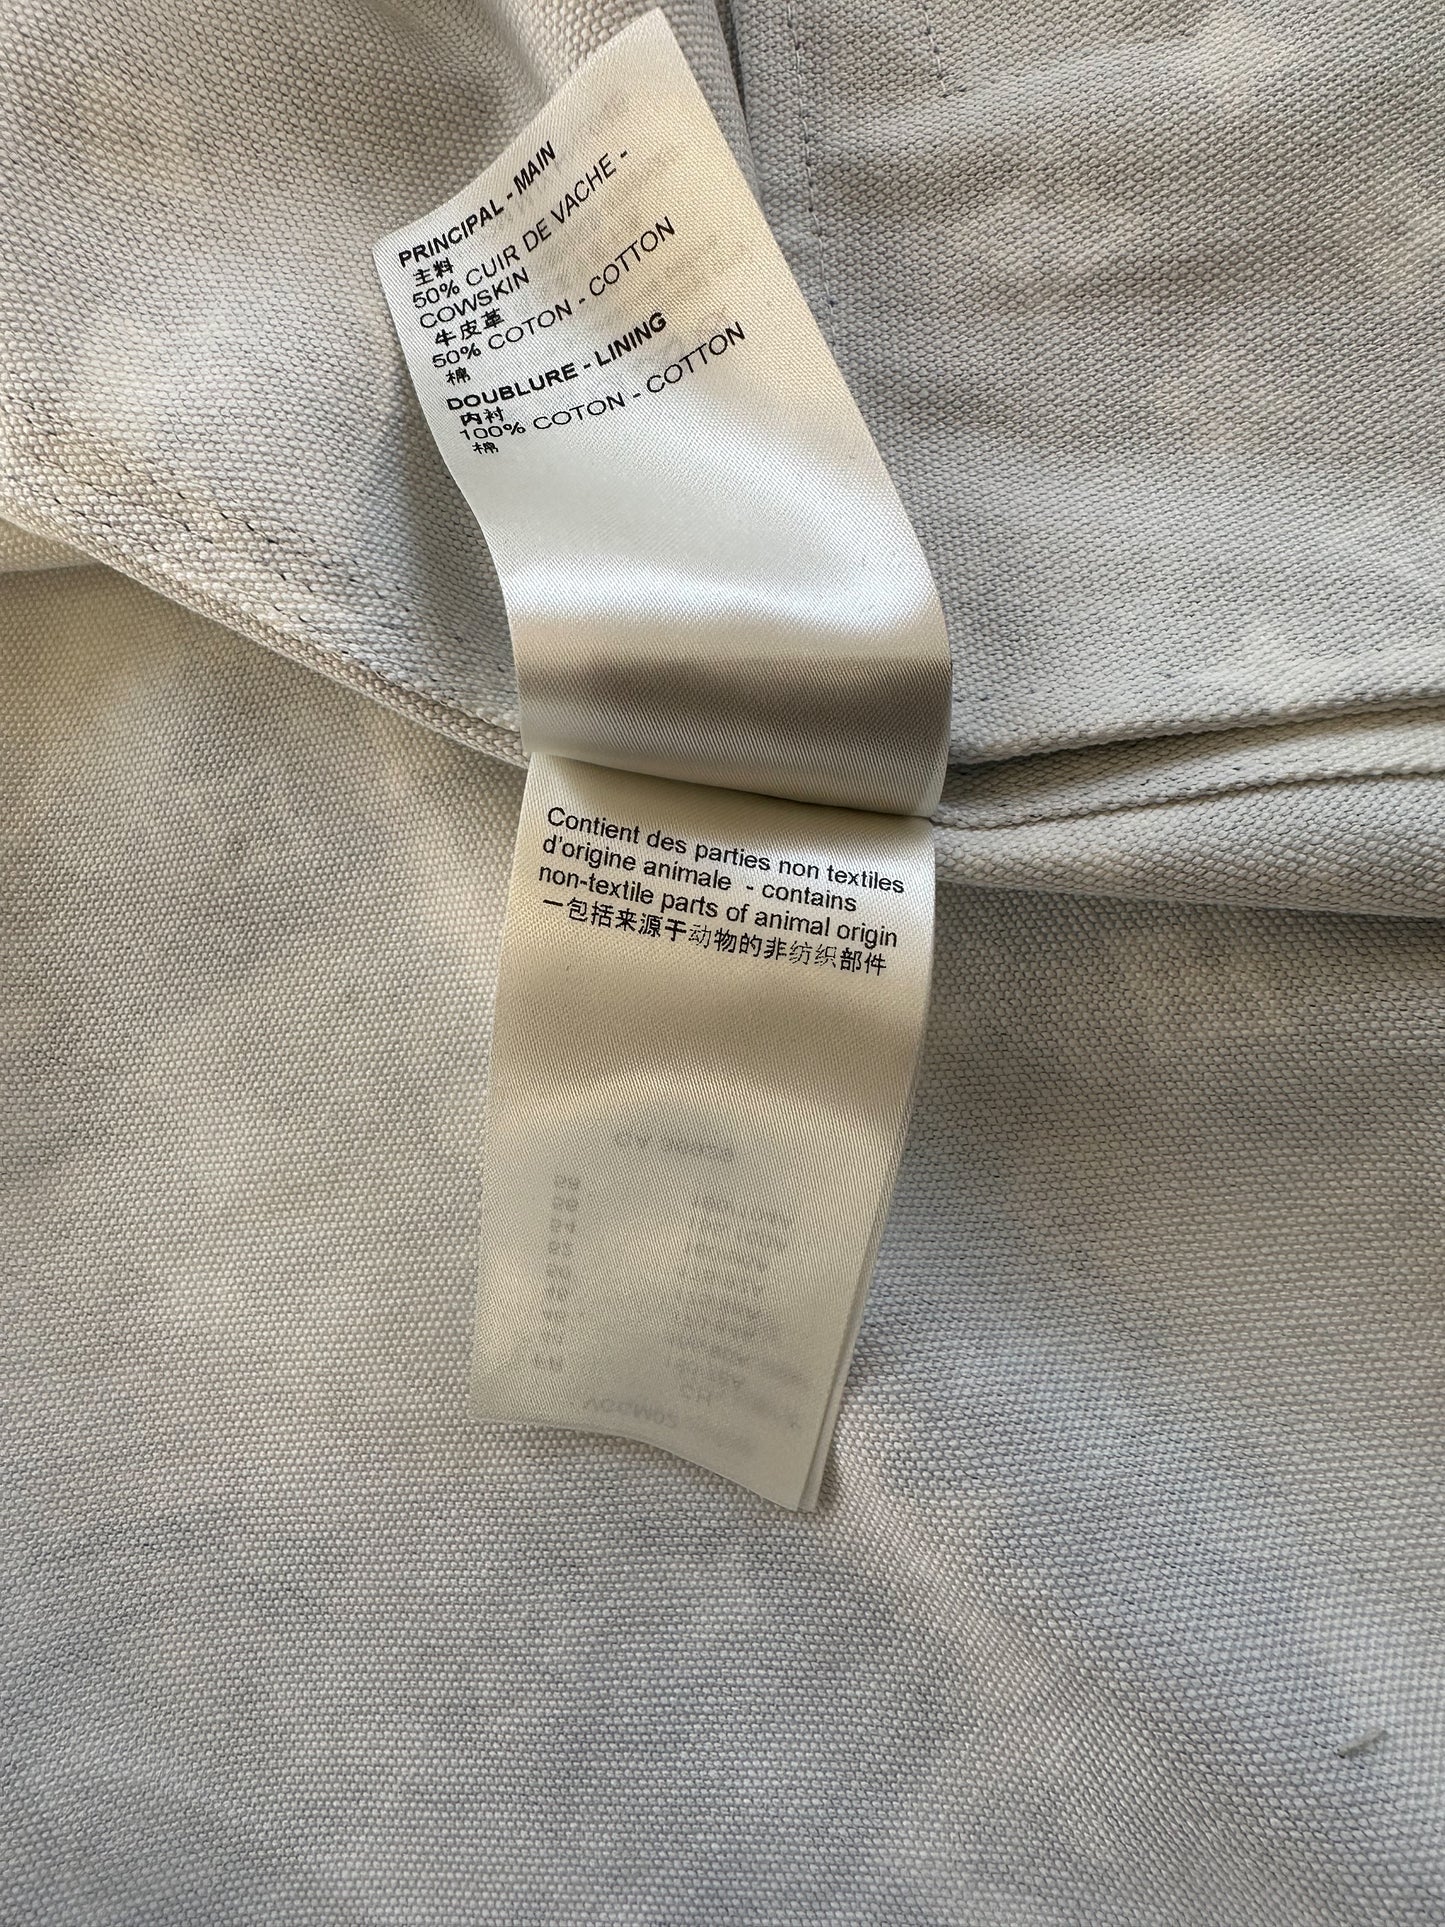 PRINCIPAL - MAIN
主料
50% CUIR DE VACHE -
COWSKIN
牛皮革
50% COTON - COTTON
棉
DOUBLURE - LINING
内衬
100% COTON - COTTON
棉
Contient des parties non textiles
d'origine animale - contains
non-textile parts of animal origin
一包括来源于动物的非纺织部件